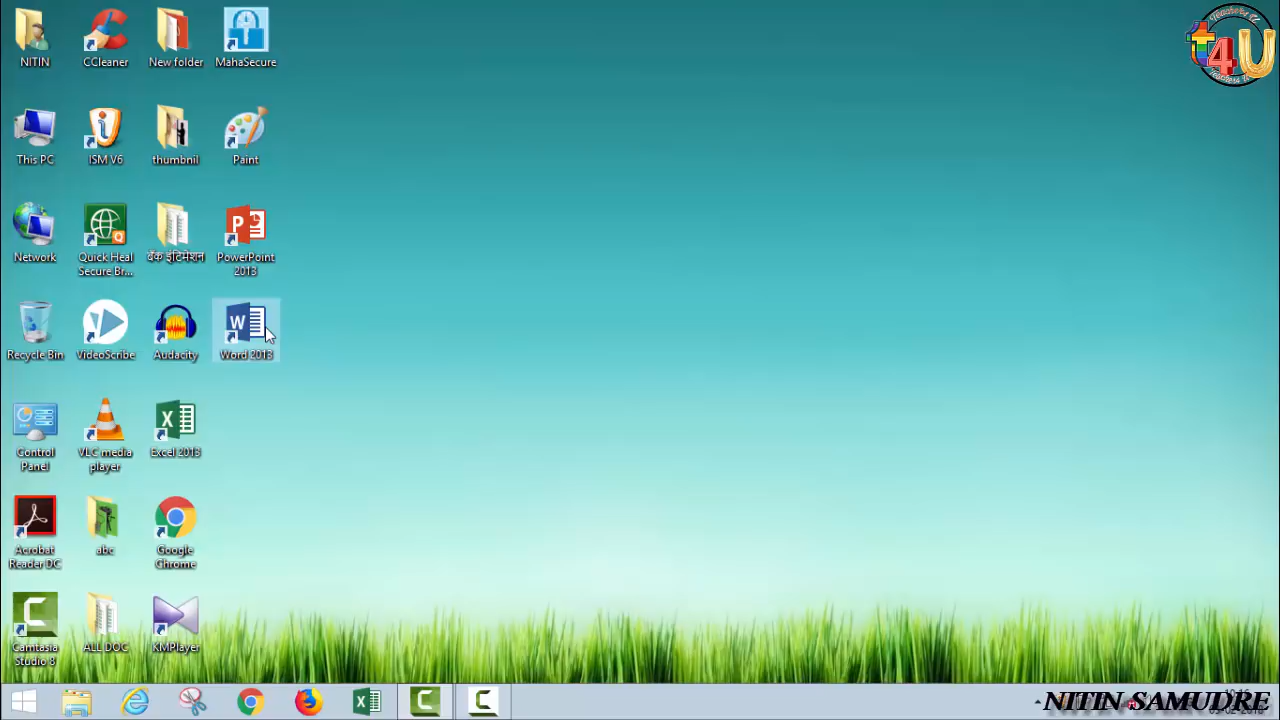 NITIN
CCleaner
New folder
MahaSecure
This PC
ISM V6
thumbnil
Paint
Network
Quick Heal
Secure Br...
बँक इंटिमेशन
PowerPoint
2013
Recycle Bin
VideoScribe
Audacity
Word 2013
Control
Panel
VLC media
player
Excel 2013
Acrobat
Reader DC
abc
Google
Chrome
Camtasia
Studio 8
ALL DOC
KMPlayer
t4U
NITIN SAMUDRE